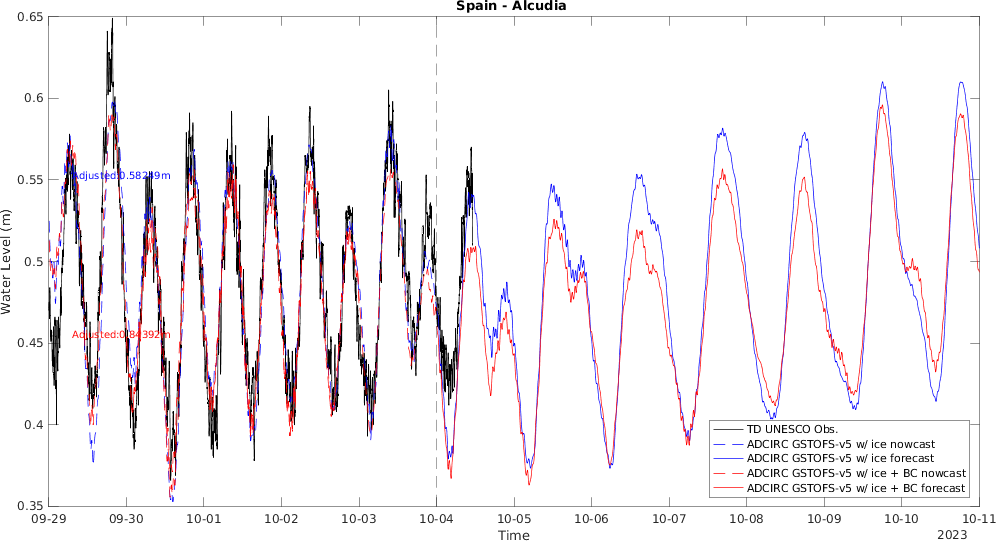 Spain - Alcudia
0.65
0.6
0.55
0.5
0.45
0.4
0.35
Water Level (m)
Adjusted:0.58249m
Adjusted:0.84392m
TD UNESCO Obs.
ADCIRC GSTOFS-v5 w/ ice nowcast
ADCIRC GSTOFS-v5 w/ ice forecast
ADCIRC GSTOFS-v5 w/ ice + BC nowcast
ADCIRC GSTOFS-v5 w/ ice + BC forecast
09-29 09-30 10-01 10-02 10-03 10-04 10-05 10-06 10-07 10-08 10-09 10-10 10-11
Time
2023